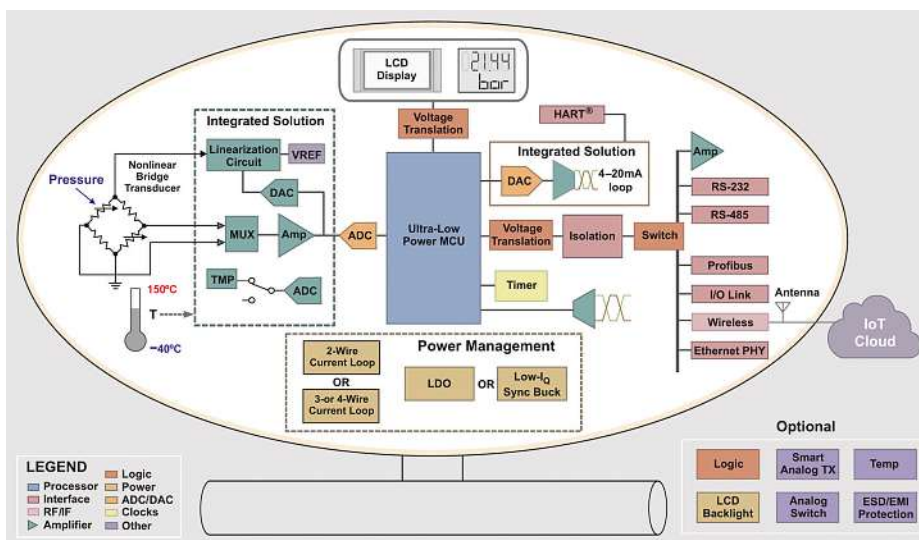 LCD
Display
21.44
bar
Voltage
Translation
HART®
Integrated Solution
Linearization
Circuit
VREF
Nonlinear
Bridge
Transducer
Pressure
DAC
MUX
Amp
ADC
TMP
ADC
150ºC
T
–40ºC
Ultra-Low
Power MCU
Integrated Solution
DAC
4–20mA
loop
Voltage
Translation
Isolation
Switch
Timer
Amp
RS-232
RS-485
Profibus
I/O Link
Wireless
Ethernet PHY
Antenna
IoT
Cloud
Power Management
2-Wire
Current Loop
OR
3-or 4-Wire
Current Loop
LDO
OR
Low-IQ
Sync Buck
LEGEND
Processor
Interface
RF/IF
Amplifier
Logic
Power
ADC/DAC
Clocks
Other
Optional
Logic
Smart
Analog TX
Temp
LCD
Backlight
Analog
Switch
ESD/EMI
Protection